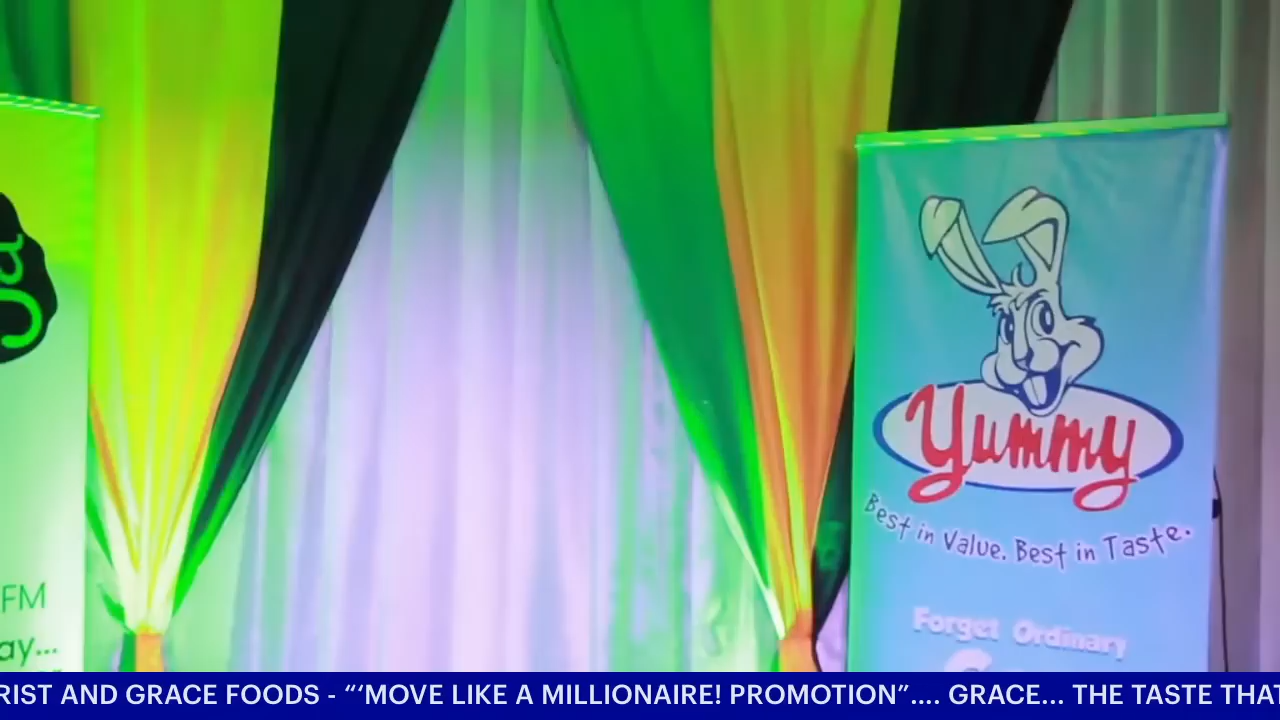 FM
ay...
Yummy
Best in Value. Best in Taste.
Forget Ordinary
RIST AND GRACE FOODS - “‘MOVE LIKE A MILLIONAIRE! PROMOTION”.... GRACE... THE TASTE THAT